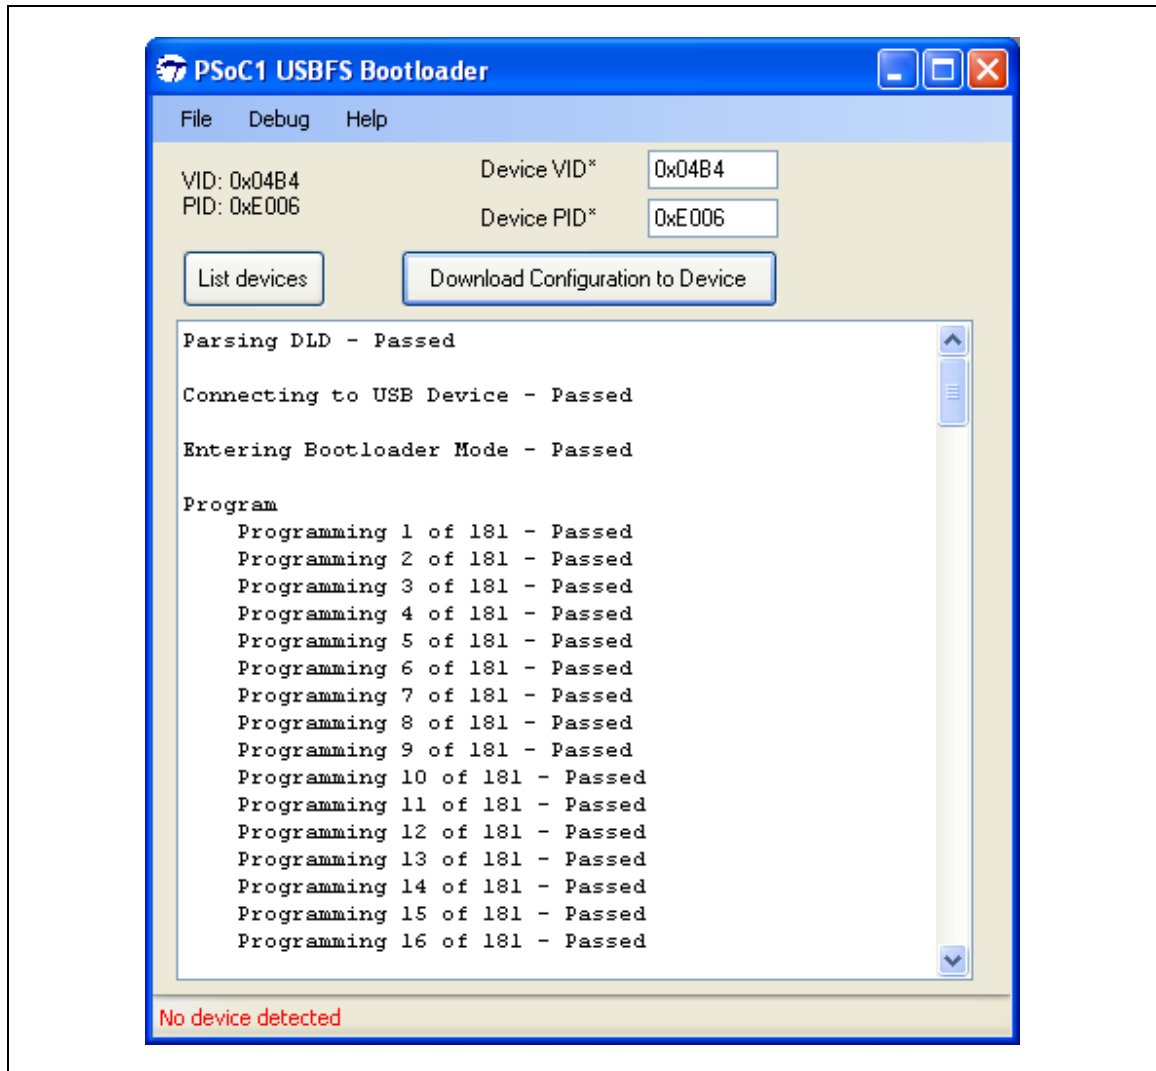 PSoC1 USBFS Bootloader
File Debug Help
VID: 0x04B4
PID: 0xE006
Device VID* 0x04B4
Device PID* 0xE006
List devices Download Configuration to Device
Parsing DLD - Passed
Connecting to USB Device - Passed
Entering Bootloader Mode - Passed
Program
Programming 1 of 181 - Passed
Programming 2 of 181 - Passed
Programming 3 of 181 - Passed
Programming 4 of 181 - Passed
Programming 5 of 181 - Passed
Programming 6 of 181 - Passed
Programming 7 of 181 - Passed
Programming 8 of 181 - Passed
Programming 9 of 181 - Passed
Programming 10 of 181 - Passed
Programming 11 of 181 - Passed
Programming 12 of 181 - Passed
Programming 13 of 181 - Passed
Programming 14 of 181 - Passed
Programming 15 of 181 - Passed
Programming 16 of 181 - Passed
No device detected